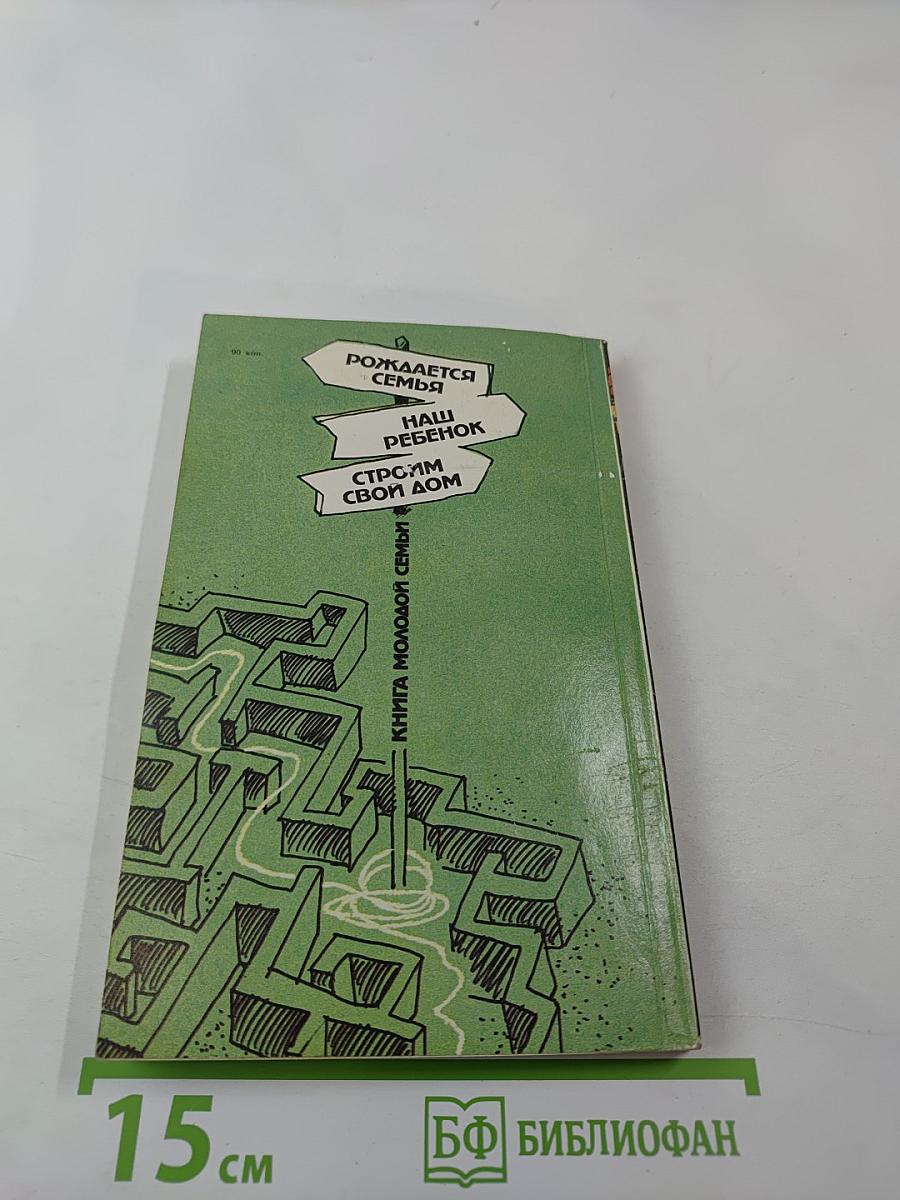 90 коп.
РОЖДАЕТСЯ
СЕМЬЯ
НАШ
РЕБЕНОК
СТРОИМ
СВОЙ ДОМ
КНИГА МОЛОДОЙ СЕМЬИ
15 см
БФ БИБЛИОФАН